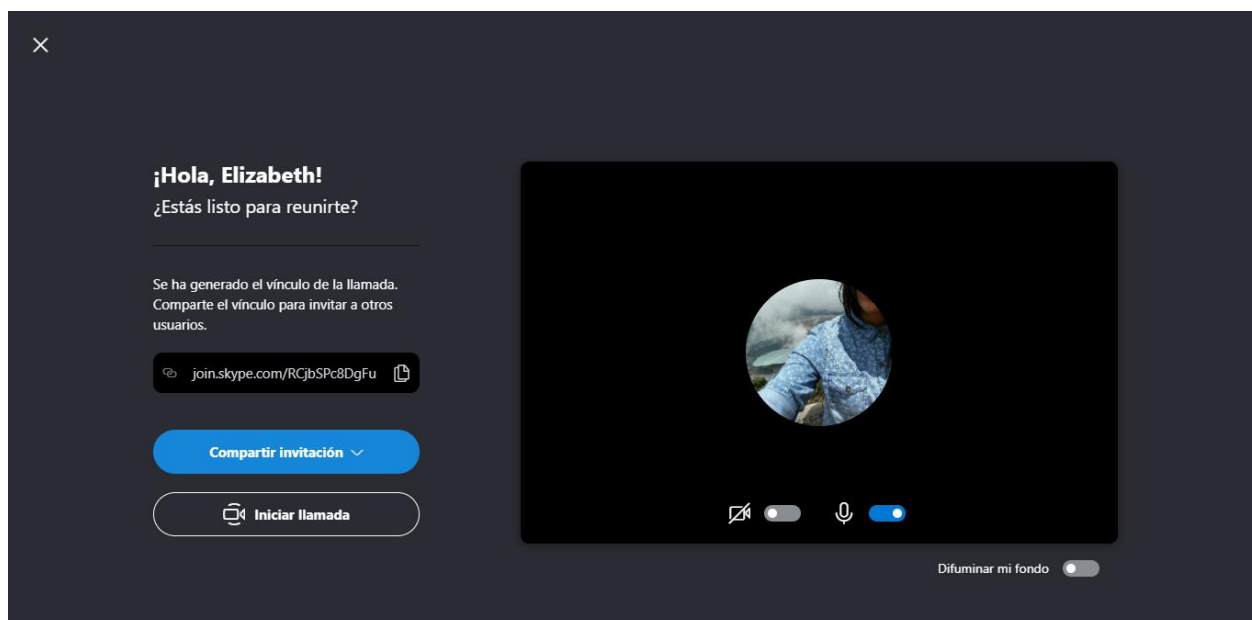 ¡Hola, Elizabeth!
¿Estás listo para reunirte?
Se ha generado el vínculo de la llamada.
Comparte el vínculo para invitar a otros
usuarios.
join.skype.com/RCjbSPc8DgFu
Compartir invitación
Iniciar llamada
Difuminar mi fondo